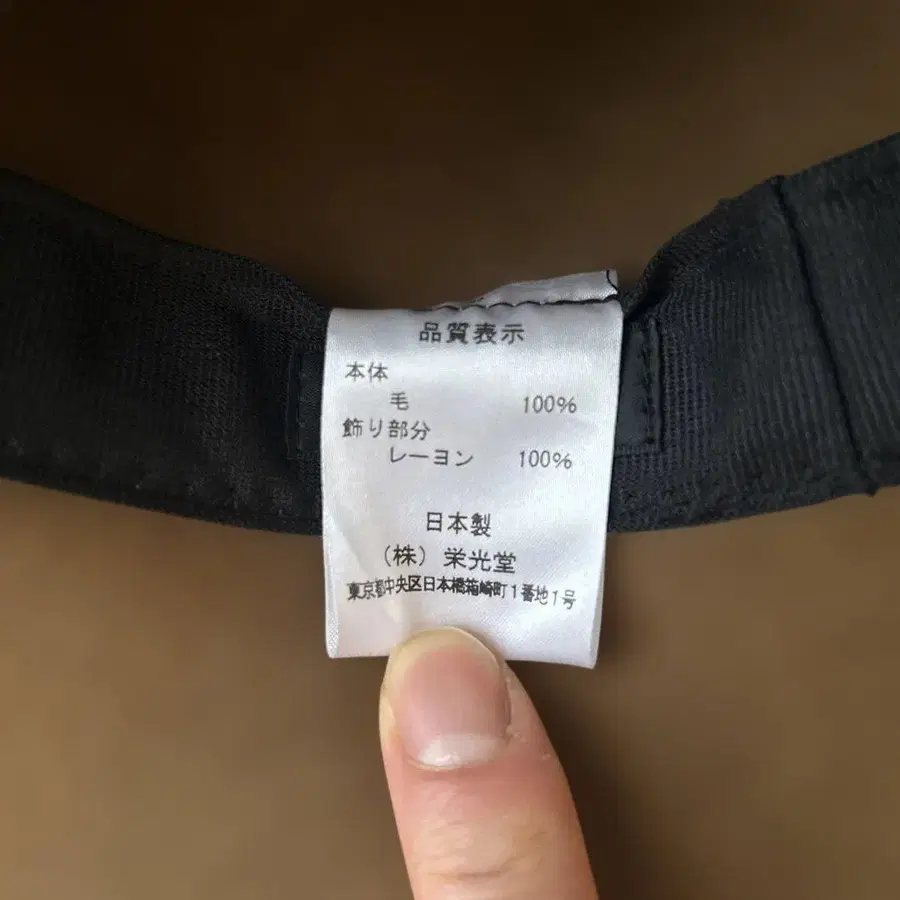 品質表示
本体
毛 100%
飾り部分
レーヨン 100%
日本製
（株）栄光堂
東京都中央区日本橋箱崎町1番地1号